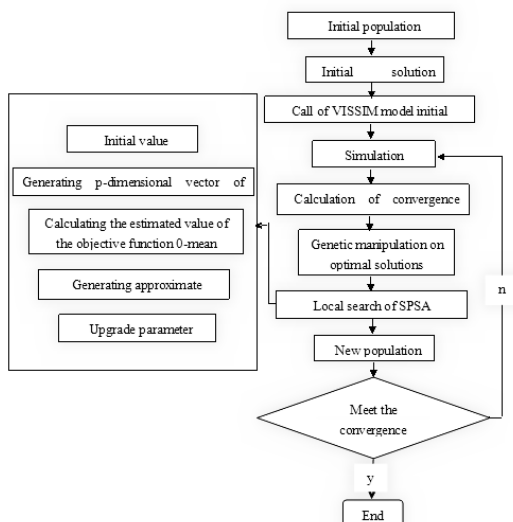 Initial population
Initial solution
Call of VISSIM model initial
Simulation
Calculation of convergence
Genetic manipulation on
optimal solutions
Local search of SPSA
New population
Meet the
convergence
y
End
n
Initial value
Generating p-dimensional vector of
Calculating the estimated value of
the objective function 0-mean
Generating approximate
Upgrade parameter